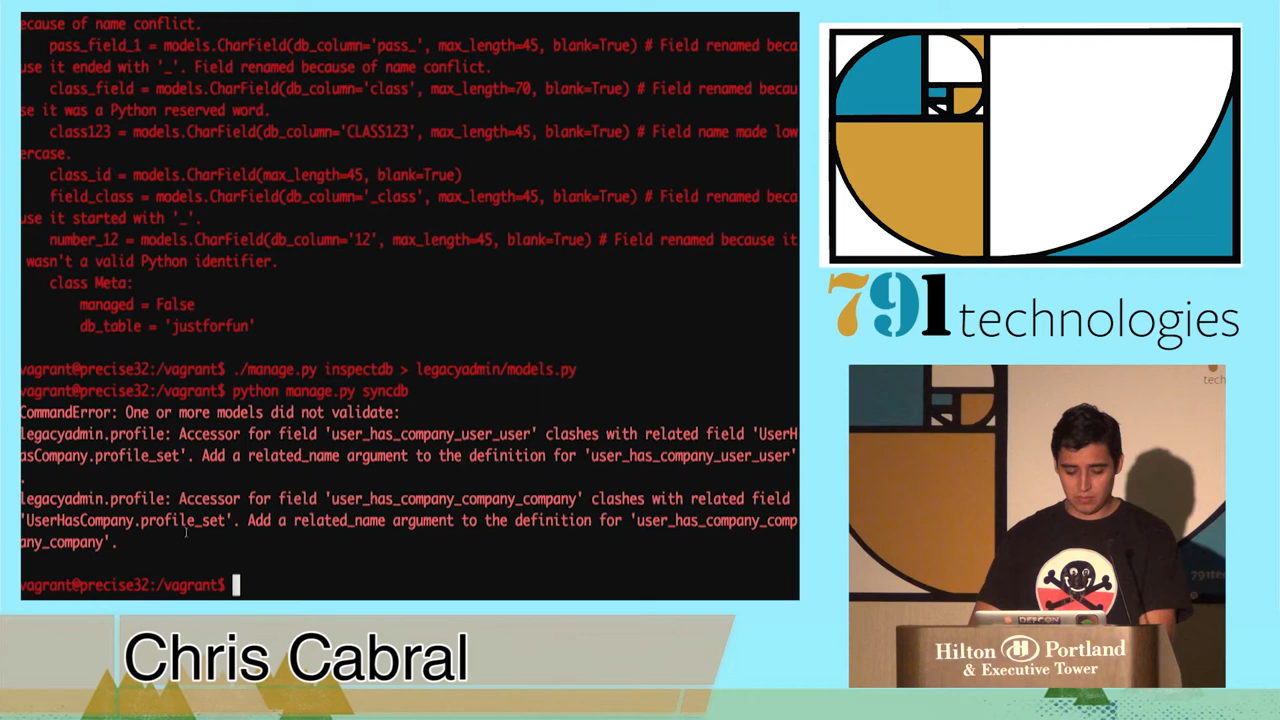 ecause of name conflict.
pass_field_1 = models.CharField(db_column='pass_', max_length=45, blank=True) # Field renamed beca
use it ended with '_'. Field renamed because of name conflict.
class_field = models.CharField(db_column='class', max_length=70, blank=True) # Field renamed becau
se it was a Python reserved word.
class123 = models.CharField(db_column='CLASS123', max_length=45, blank=True) # Field name made low
ercase.
class_id = models.CharField(max_length=45, blank=True)
field_class = models.CharField(db_column='_class', max_length=45, blank=True) # Field renamed beca
use it started with '_'.
number_12 = models.CharField(db_column='12', max_length=45, blank=True) # Field renamed because it
wasn't a valid Python identifier.
class Meta:
managed = False
db_table = 'justforfun'
vagrant@precise32:/vagrant$ ./manage.py inspectdb > legacyadmin/models.py
vagrant@precise32:/vagrant$ python manage.py syncdb
CommandError: One or more models did not validate:
legacyadmin.profile: Accessor for field 'user_has_company_user_user' clashes with related field 'UserH
asCompany.profile_set'. Add a related_name argument to the definition for 'user_has_company_user_user'
.
legacyadmin.profile: Accessor for field 'user_has_company_company_company' clashes with related field
'UserHasCompany.profile_set'. Add a related_name argument to the definition for 'user_has_company_comp
any_company'.
vagrant@precise32:/vagrant$
791 technologies
tech
791te
DEFCON
Hilton Portland
& Executive Tower
Chris Cabral